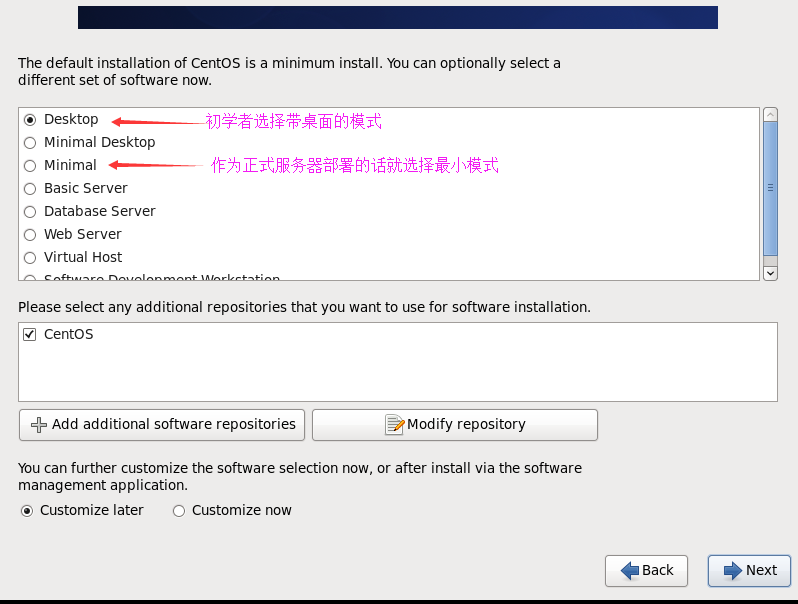 The default installation of CentOS is a minimum install. You can optionally select a
different set of software now.
Desktop 初学者选择带桌面的模式
Minimal Desktop
Minimal 作为正式服务器部署的话就选择最小模式
Basic Server
Database Server
Web Server
Virtual Host
Software Development Workstation
Please select any additional repositories that you want to use for software installation.
CentOS
Add additional software repositories Modify repository
You can further customize the software selection now, or after install via the software
management application.
Customize later Customize now
Back Next